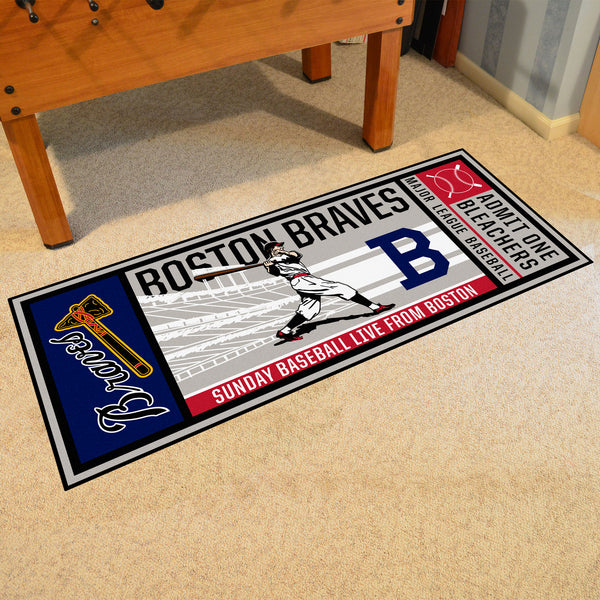 Braves
BOSTON BRAVES
B
SUNDAY BASEBALL LIVE FROM BOSTON
MAJOR LEAGUE BASEBALL
ADMIT ONE
BLEACHERS